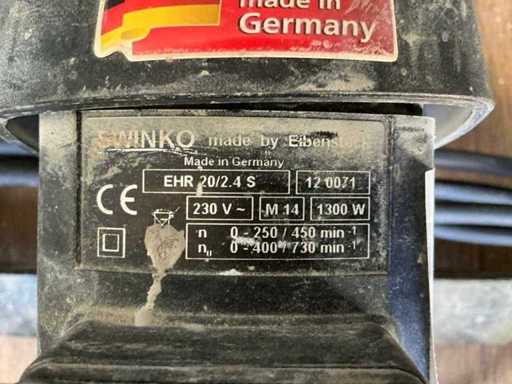 made in
Germany
SWINKO made by Eibenstock
Made in Germany
EHR 20/2.4 S 12 0071
CE 230 V ~ M 14 1300 W
n 0 - 250 / 450 min⁻¹
n₀ 0 - 400 / 730 min⁻¹